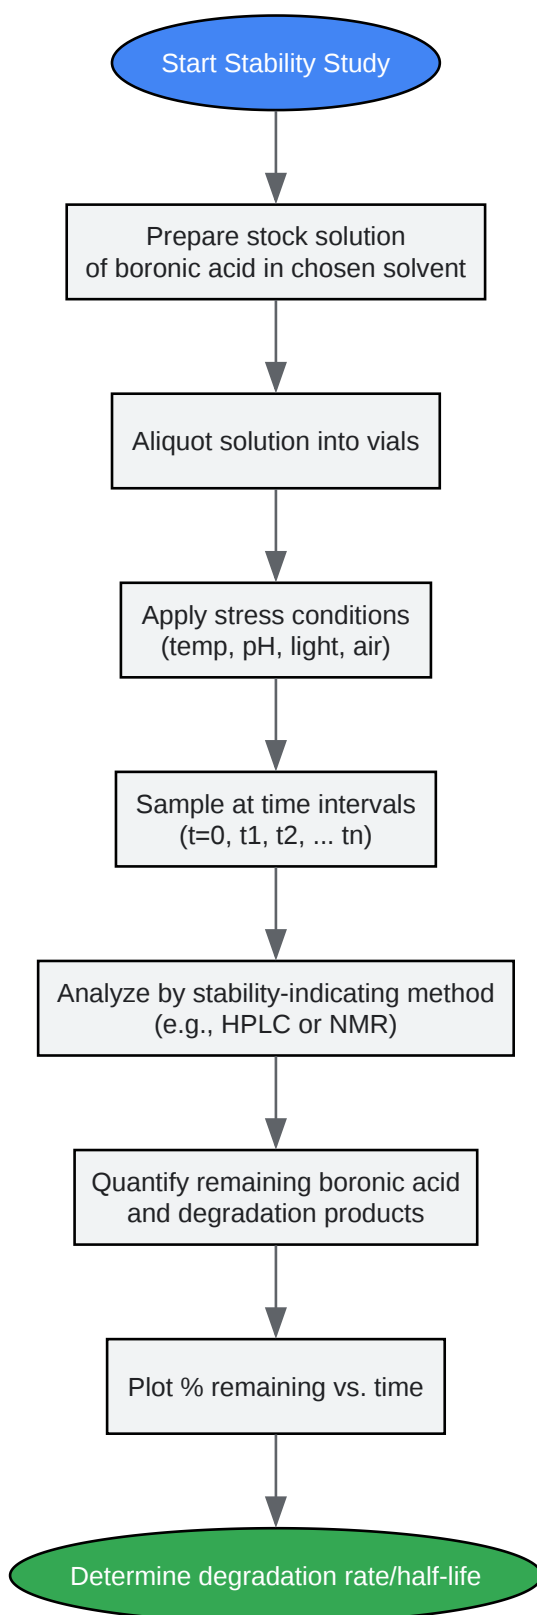 Start Stability Study
Prepare stock solution
of boronic acid in chosen solvent
Aliquot solution into vials
Apply stress conditions
(temp, pH, light, air)
Sample at time intervals
(t=0, t1, t2, ... tn)
Analyze by stability-indicating method
(e.g., HPLC or NMR)
Quantify remaining boronic acid
and degradation products
Plot % remaining vs. time
Determine degradation rate/half-life